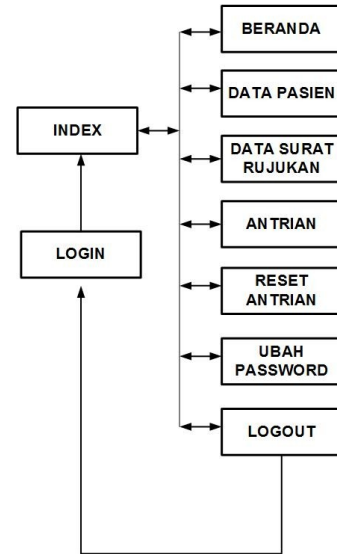 BERANDA
DATA PASIEN
INDEX
DATA SURAT
RUJUKAN
ANTRIAN
LOGIN
RESET
ANTRIAN
UBAH
PASSWORD
LOGOUT